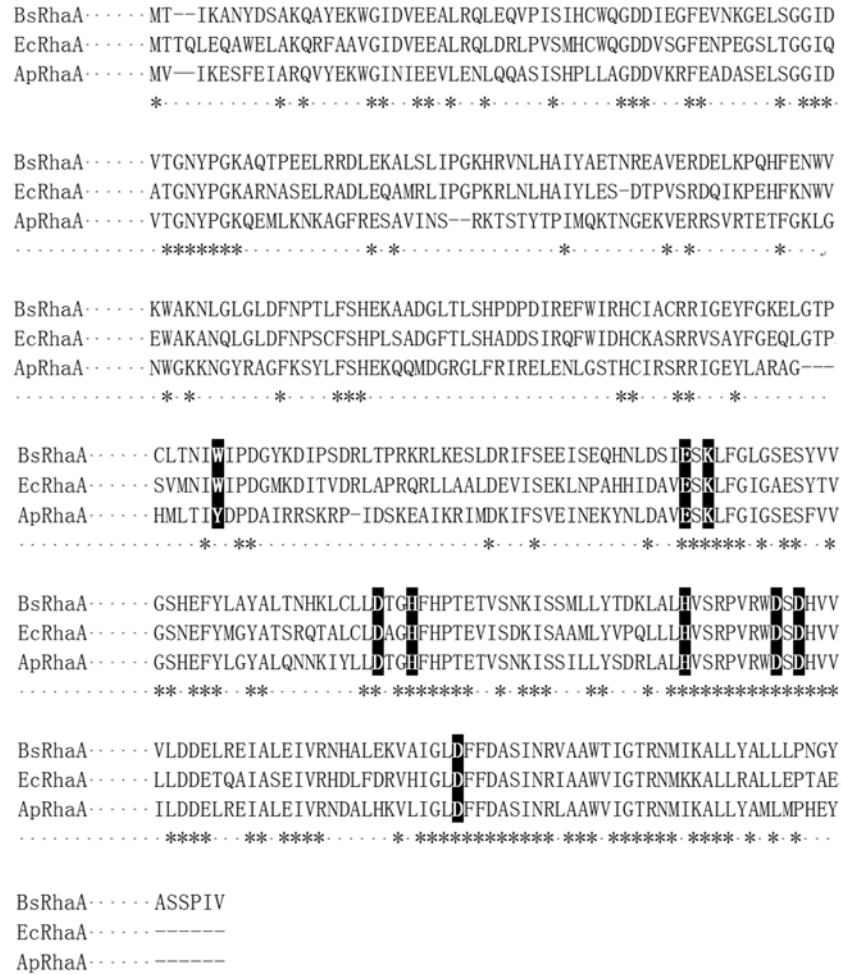 BsRhaA······MT--IKANYDSAKQAYEKWGIDVEEALRQLEQVPISIHCWQGDDIEGFEVNKGELSGGID
EcRhaA······MTTQLEQAWELAKQRFAAVGIDVEEALRQLDRLPVSMHCWQGDDVSGFENPEGSLTGGIQ
ApRhaA······MV--IKESFEIARQVYEKWGINIEEVLENLQQASISHPLLAGDDVKRFEADASELSGGID
*··········*·*·····**··**·*··*·····*·····***···**······*·***·
BsRhaA······VTGNYPGKAQTPEELRRDLEKALSLIPGKHRVNLHAIYAETNREAVERDELKPQHFENWV
EcRhaA······ATGNYPGKARNASELRADLEQAMRLIPGPKRLNLHAIYLES-DTPVSRDQIKPEHFKNWV
ApRhaA······VTGNYPGKQEMLKNKAGFRESAVINS--RKTSTYTPIMQKTNGEKVERRSVRTETFGKLG
·············*******···········*·*··············*········*·*·······*····
BsRhaA······KWAKNLGLGLDFNPTLFSHEKAADGLTLSHPDPDIREFWIRHCIACRRIGEYFGKELGTP
EcRhaA······EWAKANQLGLDFNPSCFSHPLSADGFTLSHADDSIRQFWIDHCKASRRVSAYFGEQLGTP
ApRhaA······NWGKKNGYRAGFKSYLFSHEKQQMDGRGLFRIRELENLGSTHCIRSRRIGEYLARAG---
·············*·*·······*····***······················**···**···*········
BsRhaA······CLTNIWIPDGYKDIPSDRLTPRKRLKESLDRIFSEEISEQHNLDSIESKLFGLGSESYVV
EcRhaA······SVMNIWIPDGMKDITVDRLAPRQRLLAALDEVISEKLNPAHHIDAVESKLFGIGAESYTV
ApRhaA······HMLTIYDPDAIRRSKRP-IDSKEAIKRIMDKIFSVEINEKYNLDAVESKLFGIGSESFVV
················*··**····················*···*·········*··******·*·**··*
BsRhaA······GSHEFYLAYALTNHKLCLLDTGHFHPTETVSNKISSMLLYTDKLALHVSRPVRWDSDHVV
EcRhaA······GSNEFYMGYATSRQTALCLDAGHFHPTEVISDKISAAMLYVPQLLLHVSRPVRWDSDHVV
ApRhaA······GSHEFYLGYALQNNKIYLLDTGHFHPTETVSNKISSILLYSDRLALHVSRPVRWDSDHVV
············**·***··**········**·******··*·***···**···*·***************
BsRhaA······VLDDELREIALEIVRNHALEKVAIGLDFFDASINRVAAWTIGTRNMIKALLYALLLPNGY
EcRhaA······LLDDETQAIASEIVRHDLFDRVHIGLDFFDASINRIAAWVIGTRNMKKALLRALLEPTAE
ApRhaA······ILDDELREIALEIVRNDALHKVLIGLDFFDASINRLAAWVIGTRNMIKALLYAMLMPHEY
·············****···**·****······*·************·***·******·****·*·*·*···
BsRhaA······ASSPIV
EcRhaA······------
ApRhaA······------